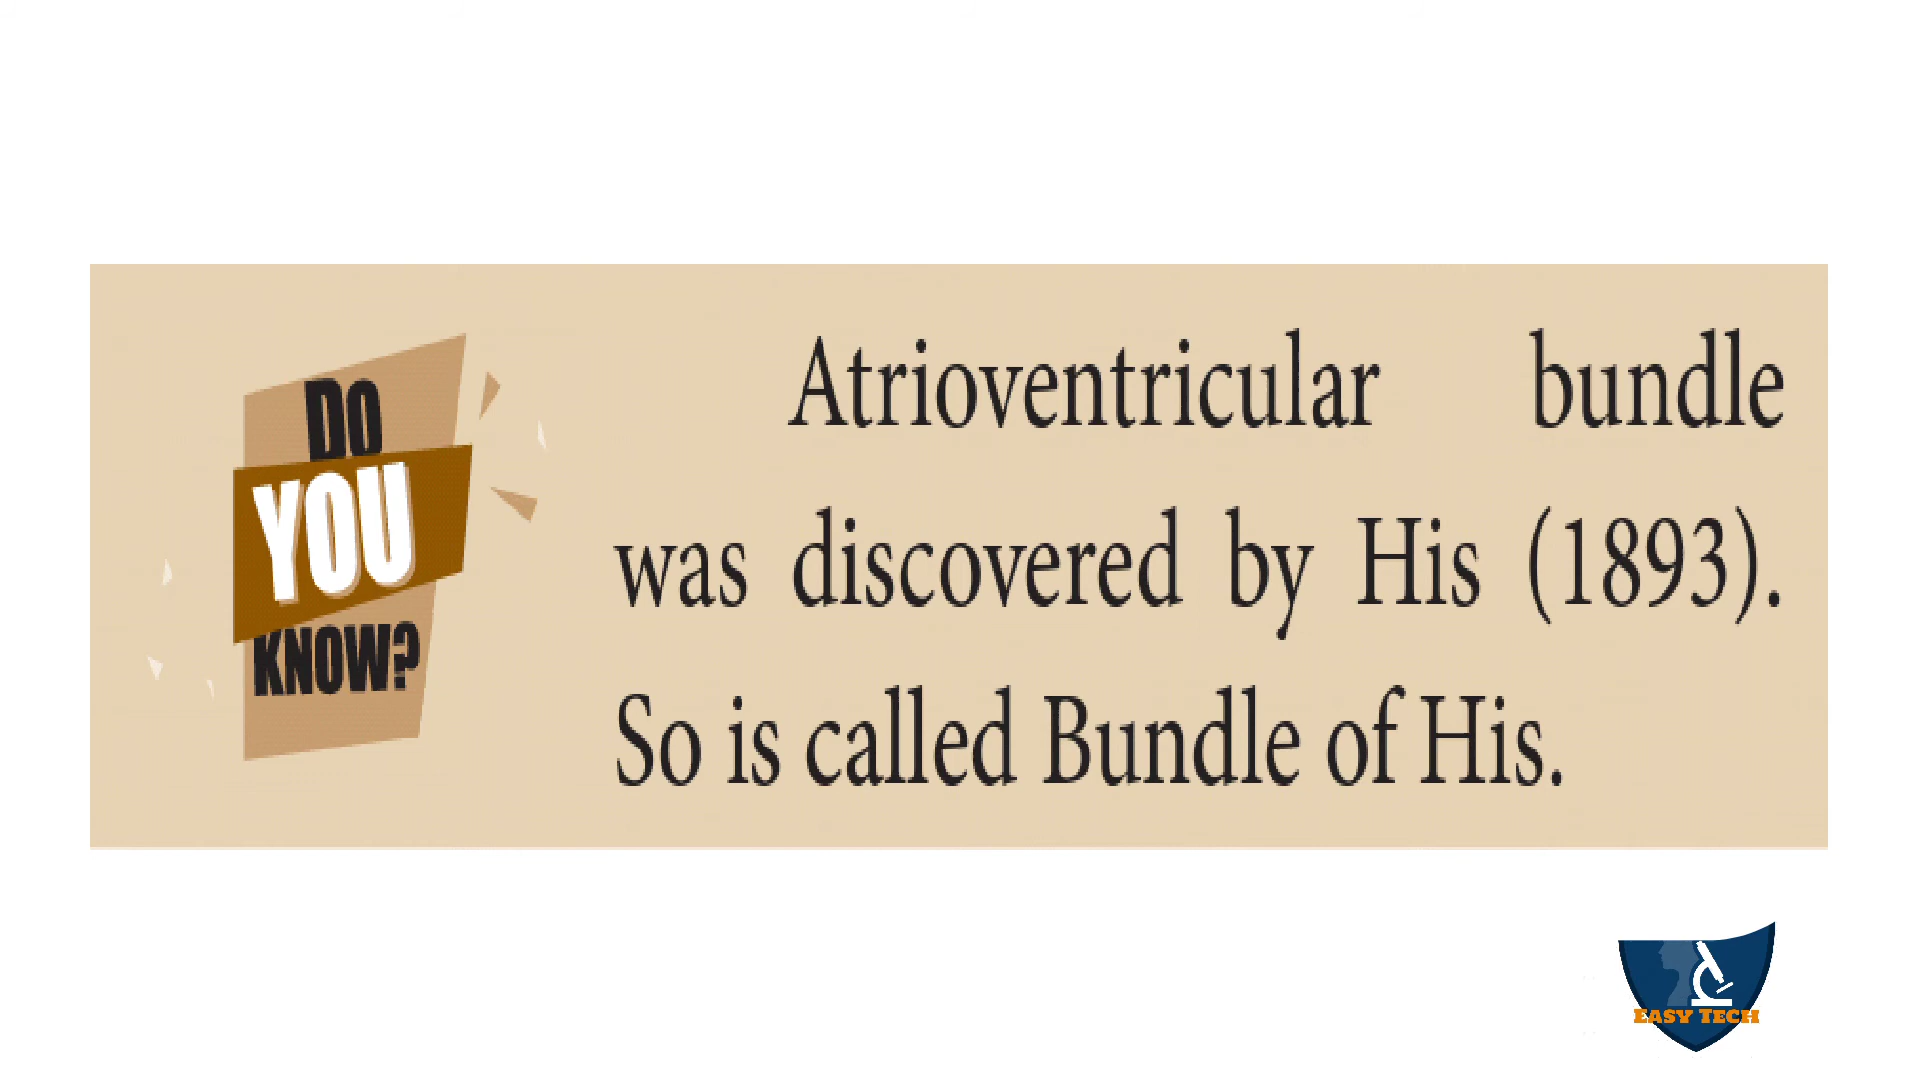 DO
YOU
KNOW?
Atrioventricular bundle
was discovered by His (1893).
So is called Bundle of His.
EASY TECH